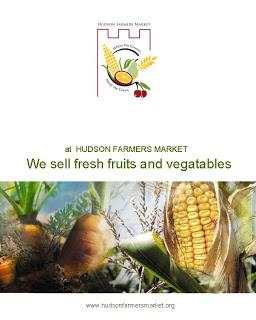 HUDSON FARMERS MARKET
Where the Grower
Meets the Green
at HUDSON FARMERS MARKET
We sell fresh fruits and vegatables
www.hudsonfarmersmarket.org